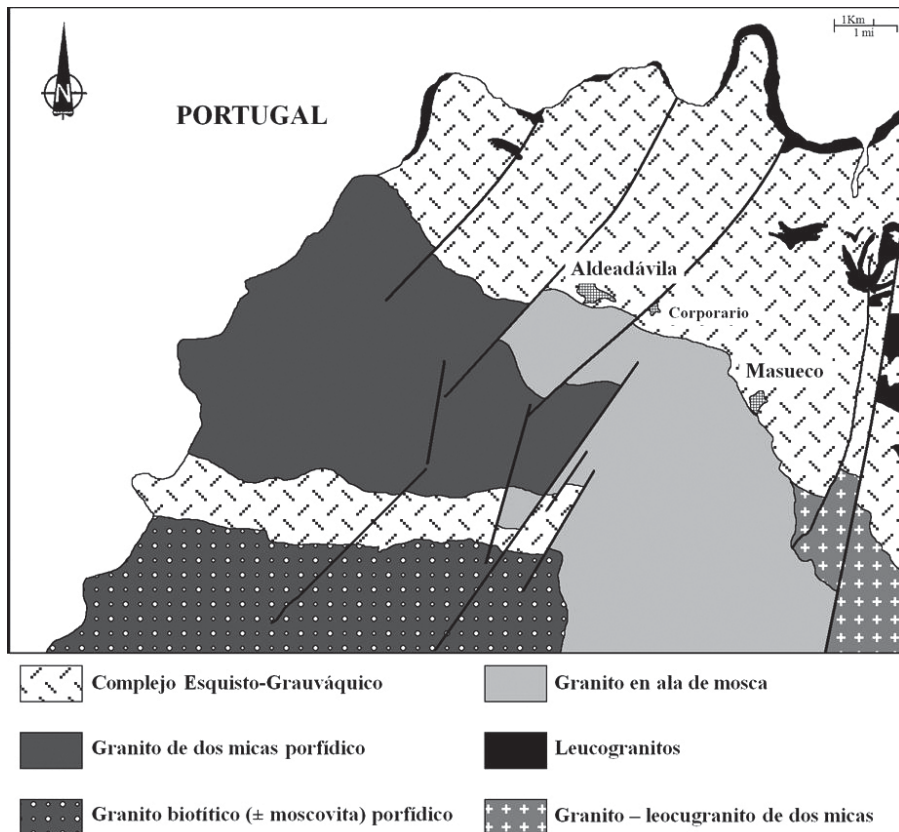 1Km
1 mi
N
PORTUGAL
Aldeadávila
Corporario
Masueco
Complejo Esquisto-Grauváquico
Granito en ala de mosca
Granito de dos micas porfídico
Leucogranitos
Granito biotítico (± moscovita) porfídico
Granito – leocugranito de dos micas